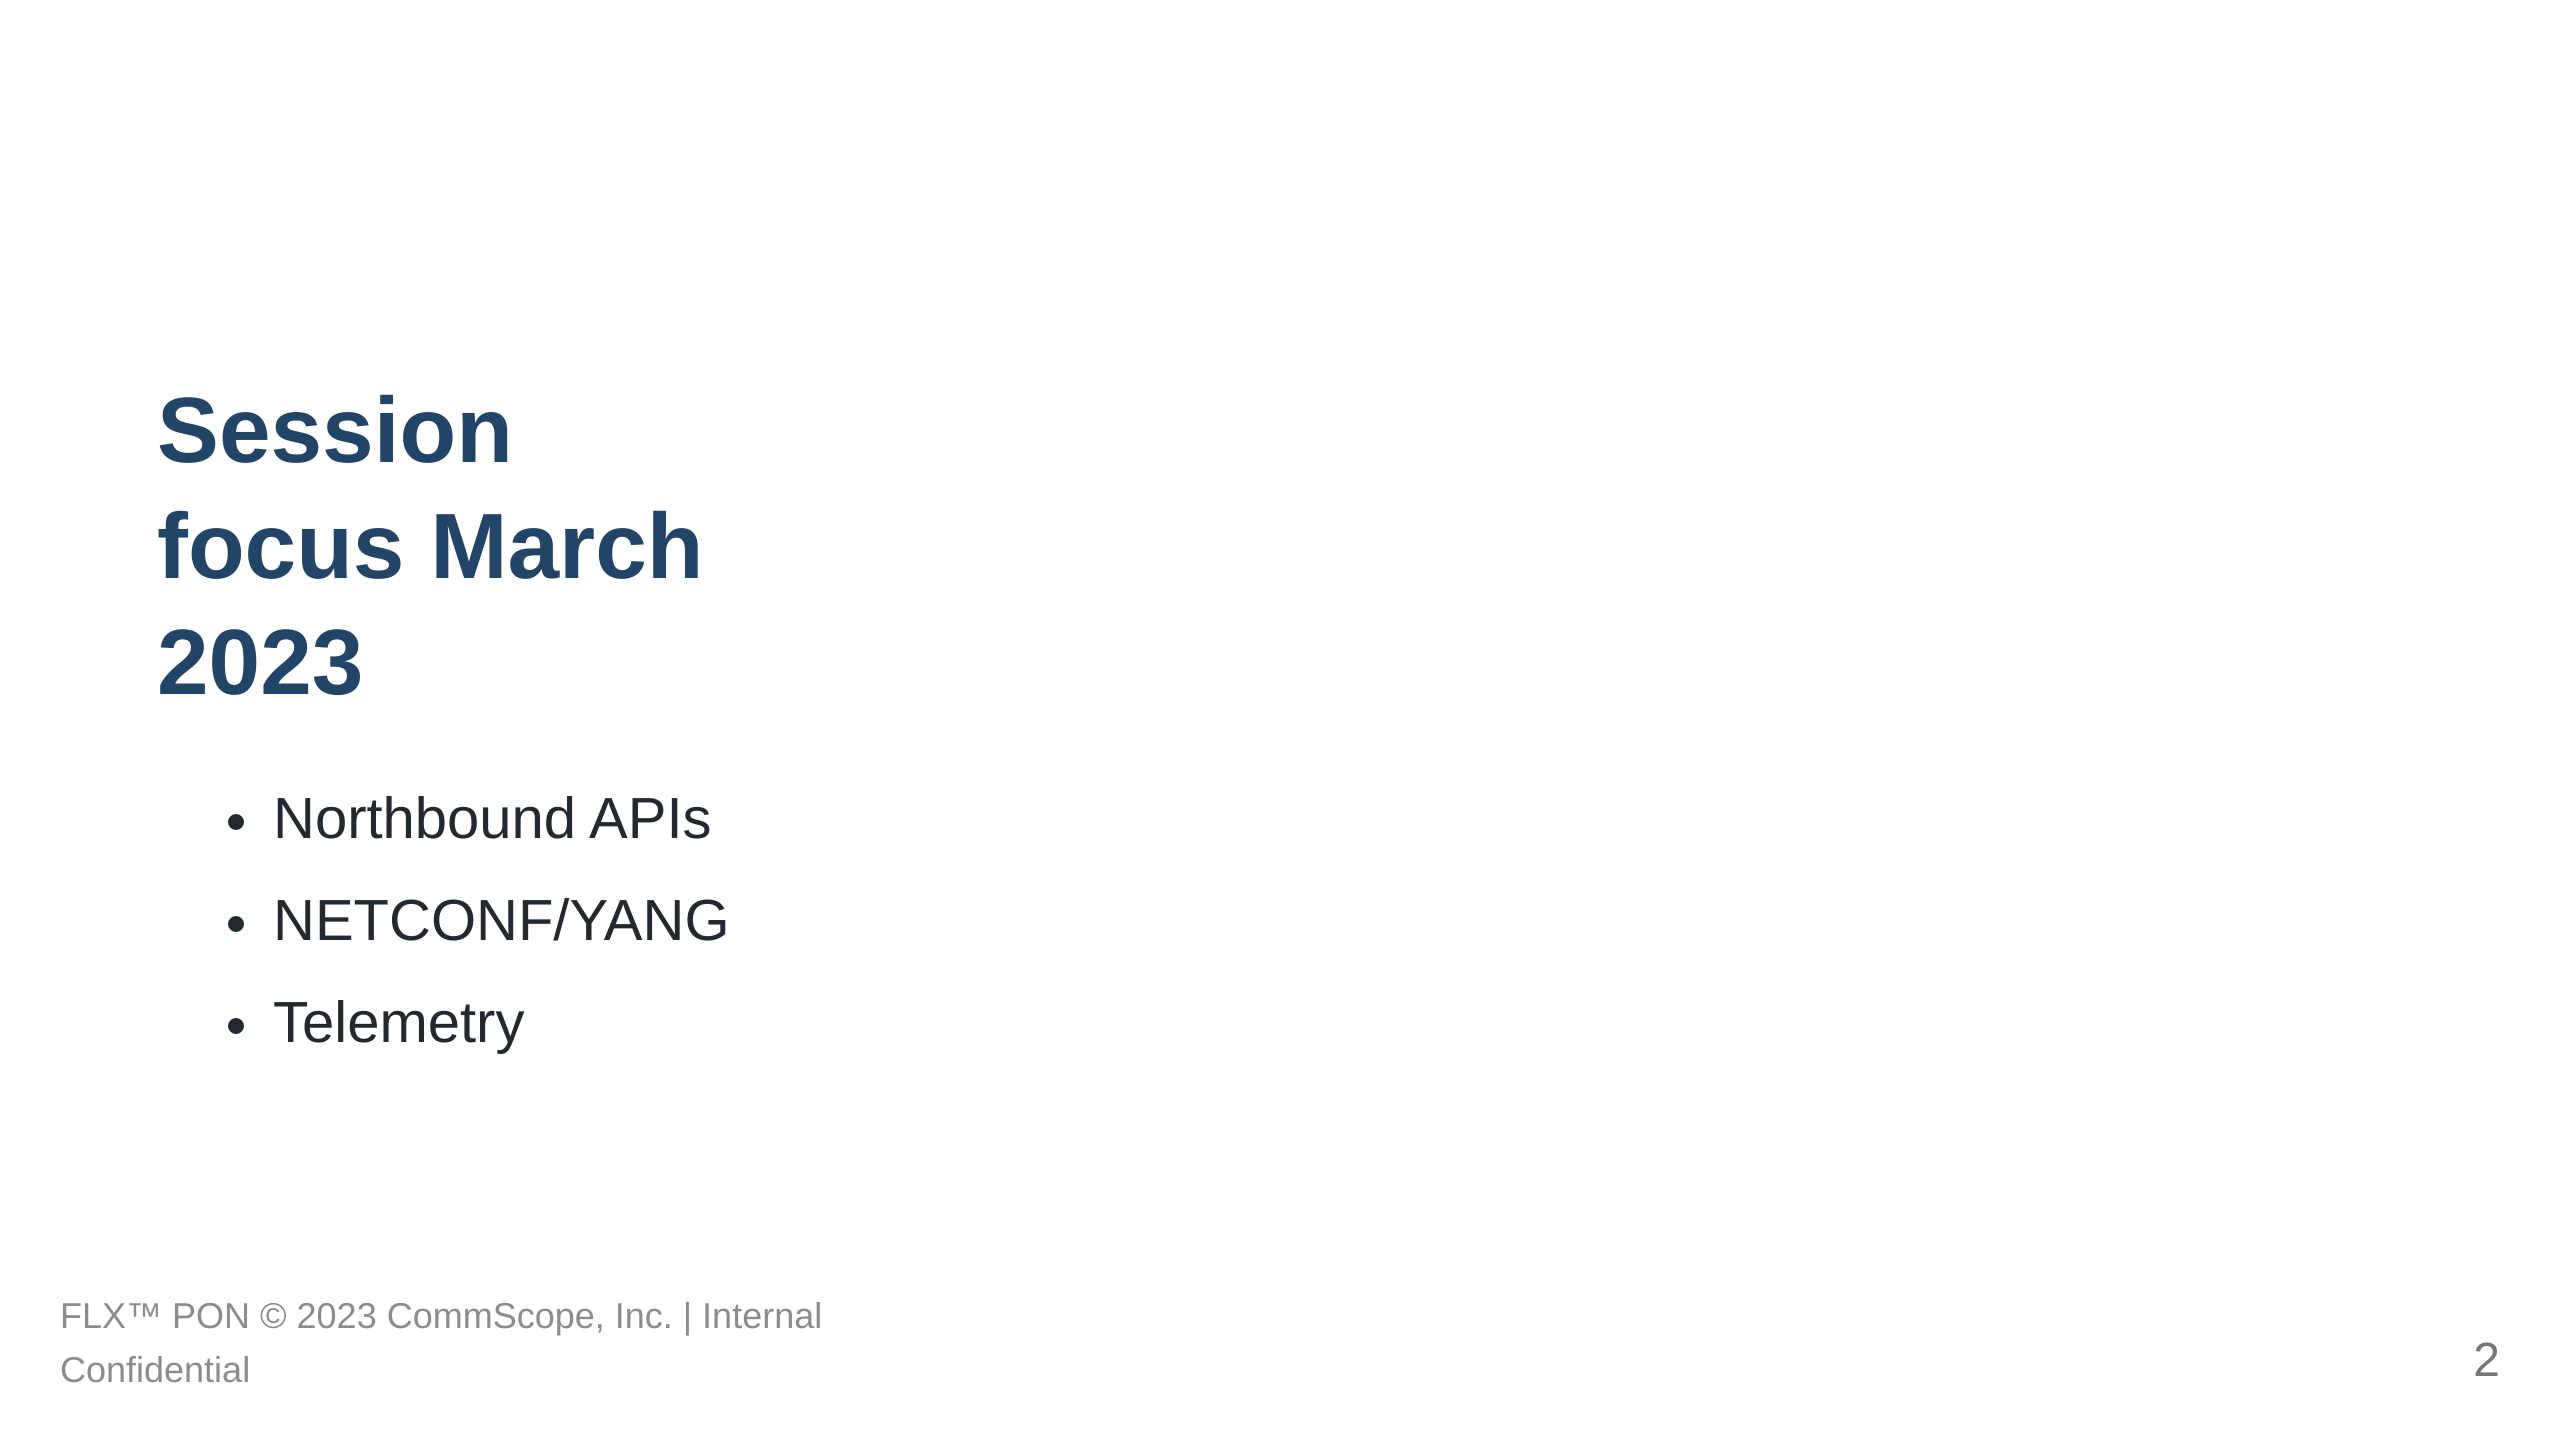 Session
focus March
2023
• Northbound APIs
• NETCONF/YANG
• Telemetry
FLX™ PON © 2023 CommScope, Inc. | Internal
Confidential
2